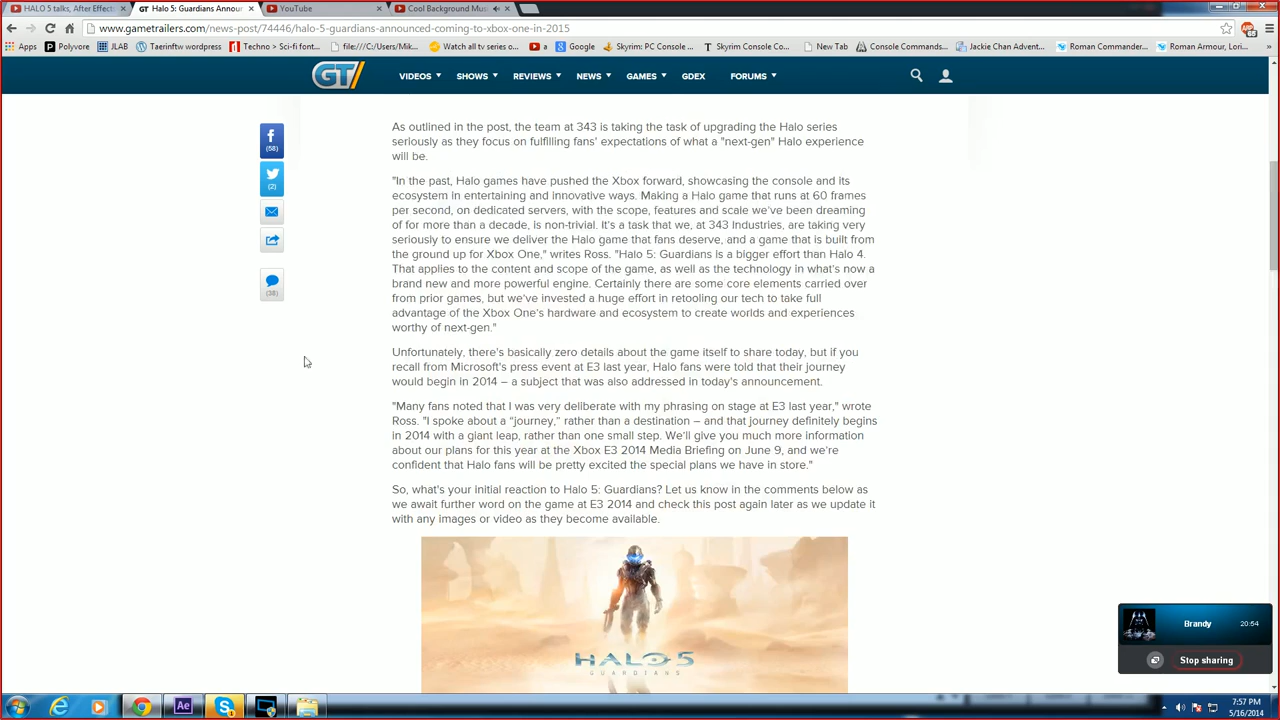 HALO 5 talks, After Effect
GT Halo 5: Guardians Annou
YouTube
Cool Background Mu
www.gametrailers.com/news-post/74446/halo-5-guardians-announced-coming-to-xbox-one-in-2015
Apps Polyvore JLAB Taerinftw wordpress Techno > Sci-fi font... file:///C:/Users/Mik... Watch all tv series o... a Google Skyrim: PC Console ... Skyrim Console Co... New Tab Console Commands... Jackie Chan Advent... Roman Commander... Roman Armour, Lori...
GT/ VIDEOS SHOWS REVIEWS NEWS GAMES GDEX FORUMS
(58)
(2)
(38)
As outlined in the post, the team at 343 is taking the task of upgrading the Halo series
seriously as they focus on fulfilling fans' expectations of what a "next-gen" Halo experience
will be.
"In the past, Halo games have pushed the Xbox forward, showcasing the console and its
ecosystem in entertaining and innovative ways. Making a Halo game that runs at 60 frames
per second, on dedicated servers, with the scope, features and scale we've been dreaming
of for more than a decade, is non-trivial. It's a task that we, at 343 Industries, are taking very
seriously to ensure we deliver the Halo game that fans deserve, and a game that is built from
the ground up for Xbox One," writes Ross. "Halo 5: Guardians is a bigger effort than Halo 4.
That applies to the content and scope of the game, as well as the technology in what's now a
brand new and more powerful engine. Certainly there are some core elements carried over
from prior games, but we've invested a huge effort in retooling our tech to take full
advantage of the Xbox One's hardware and ecosystem to create worlds and experiences
worthy of next-gen."
Unfortunately, there's basically zero details about the game itself to share today, but if you
recall from Microsoft's press event at E3 last year, Halo fans were told that their journey
would begin in 2014 – a subject that was also addressed in today's announcement.
"Many fans noted that I was very deliberate with my phrasing on stage at E3 last year," wrote
Ross. "I spoke about a “journey,” rather than a destination – and that journey definitely begins
in 2014 with a giant leap, rather than one small step. We'll give you much more information
about our plans for this year at the Xbox E3 2014 Media Briefing on June 9, and we're
confident that Halo fans will be pretty excited the special plans we have in store."
So, what's your initial reaction to Halo 5: Guardians? Let us know in the comments below as
we await further word on the game at E3 2014 and check this post again later as we update it
with any images or video as they become available.
HALO 5
GUARDIANS
Brandy 20:54
Stop sharing
Ae
7:57 PM
5/16/2014